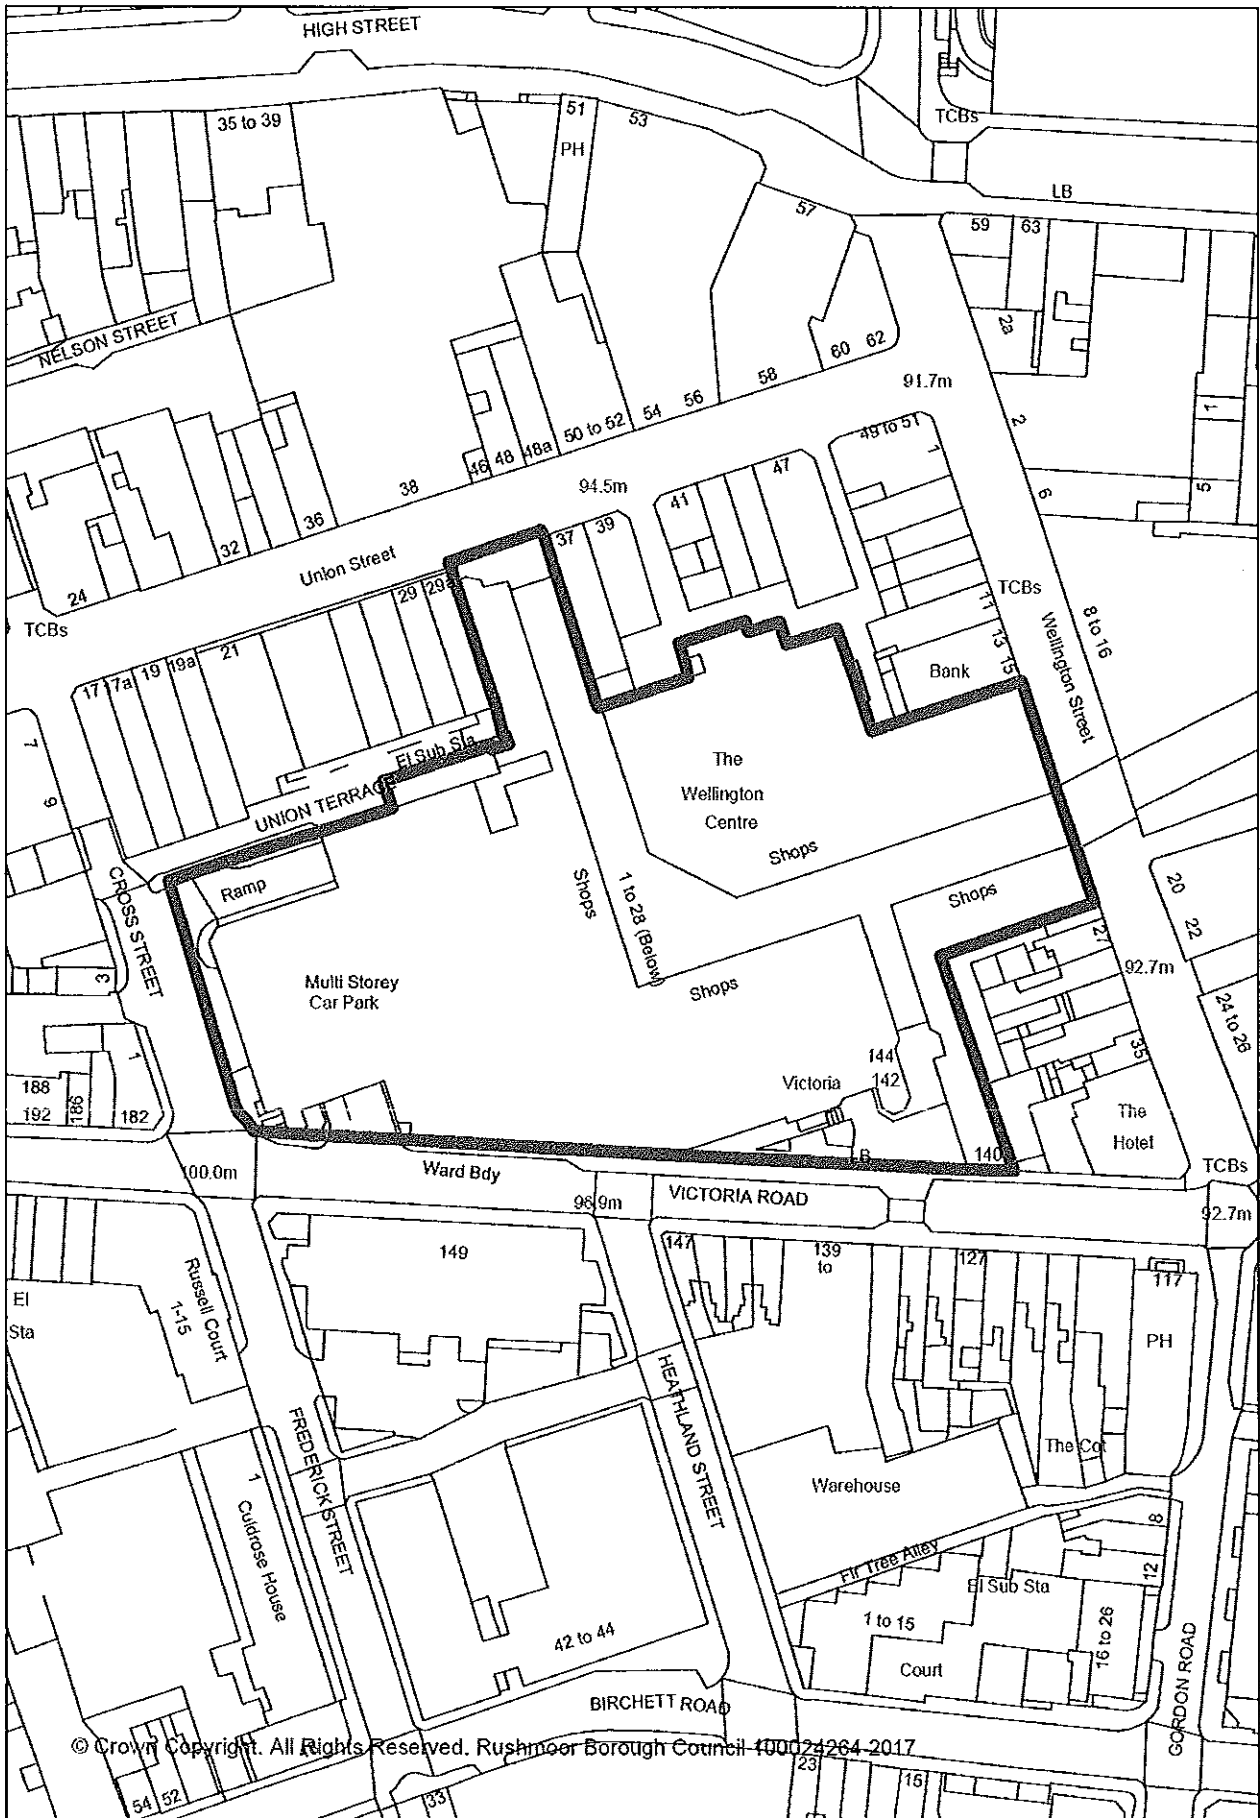 HIGH STREET
35 to 39
51
PH
53
TCBs
LB
57
59
63
2a
NELSON STREET
60
62
58
91.7m
56
54
50 to 52
48a
48
46
38
36
32
24
TCBs
94.5m
Union Street
49 to 51
1
47
41
39
37
2
6
1
5
29
29a
21
19a
19
17a
17
7
9
El Sub Sta
UNION TERRACE
11
13
15
TCBs
Bank
8 to 16
Wellington Street
The
Wellington
Centre
Shops
Shops
Shops
1 to 28 (Below)
Shops
Ramp
CROSS STREET
3
Multi Storey
Car Park
20
22
27
92.7m
24 to 26
35
1
188
192
186
182
144
142
Victoria
The
Hotel
LB
140
TCBs
100.0m
Ward Bdy
96.9m
VICTORIA ROAD
92.7m
149
147
139
to
127
117
PH
Russell Court
1-15
El
Sta
FREDERICK STREET
HEATHLAND STREET
The Cot
Warehouse
1
Culdrose House
Fir Tree Alley
8
12
El Sub Sta
1 to 15
Court
16 to 26
42 to 44
BIRCHETT ROAD
GORDON ROAD
© Crown Copyright. All Rights Reserved. Rushmoor Borough Council 100024264 2017
54
52
33
23
15